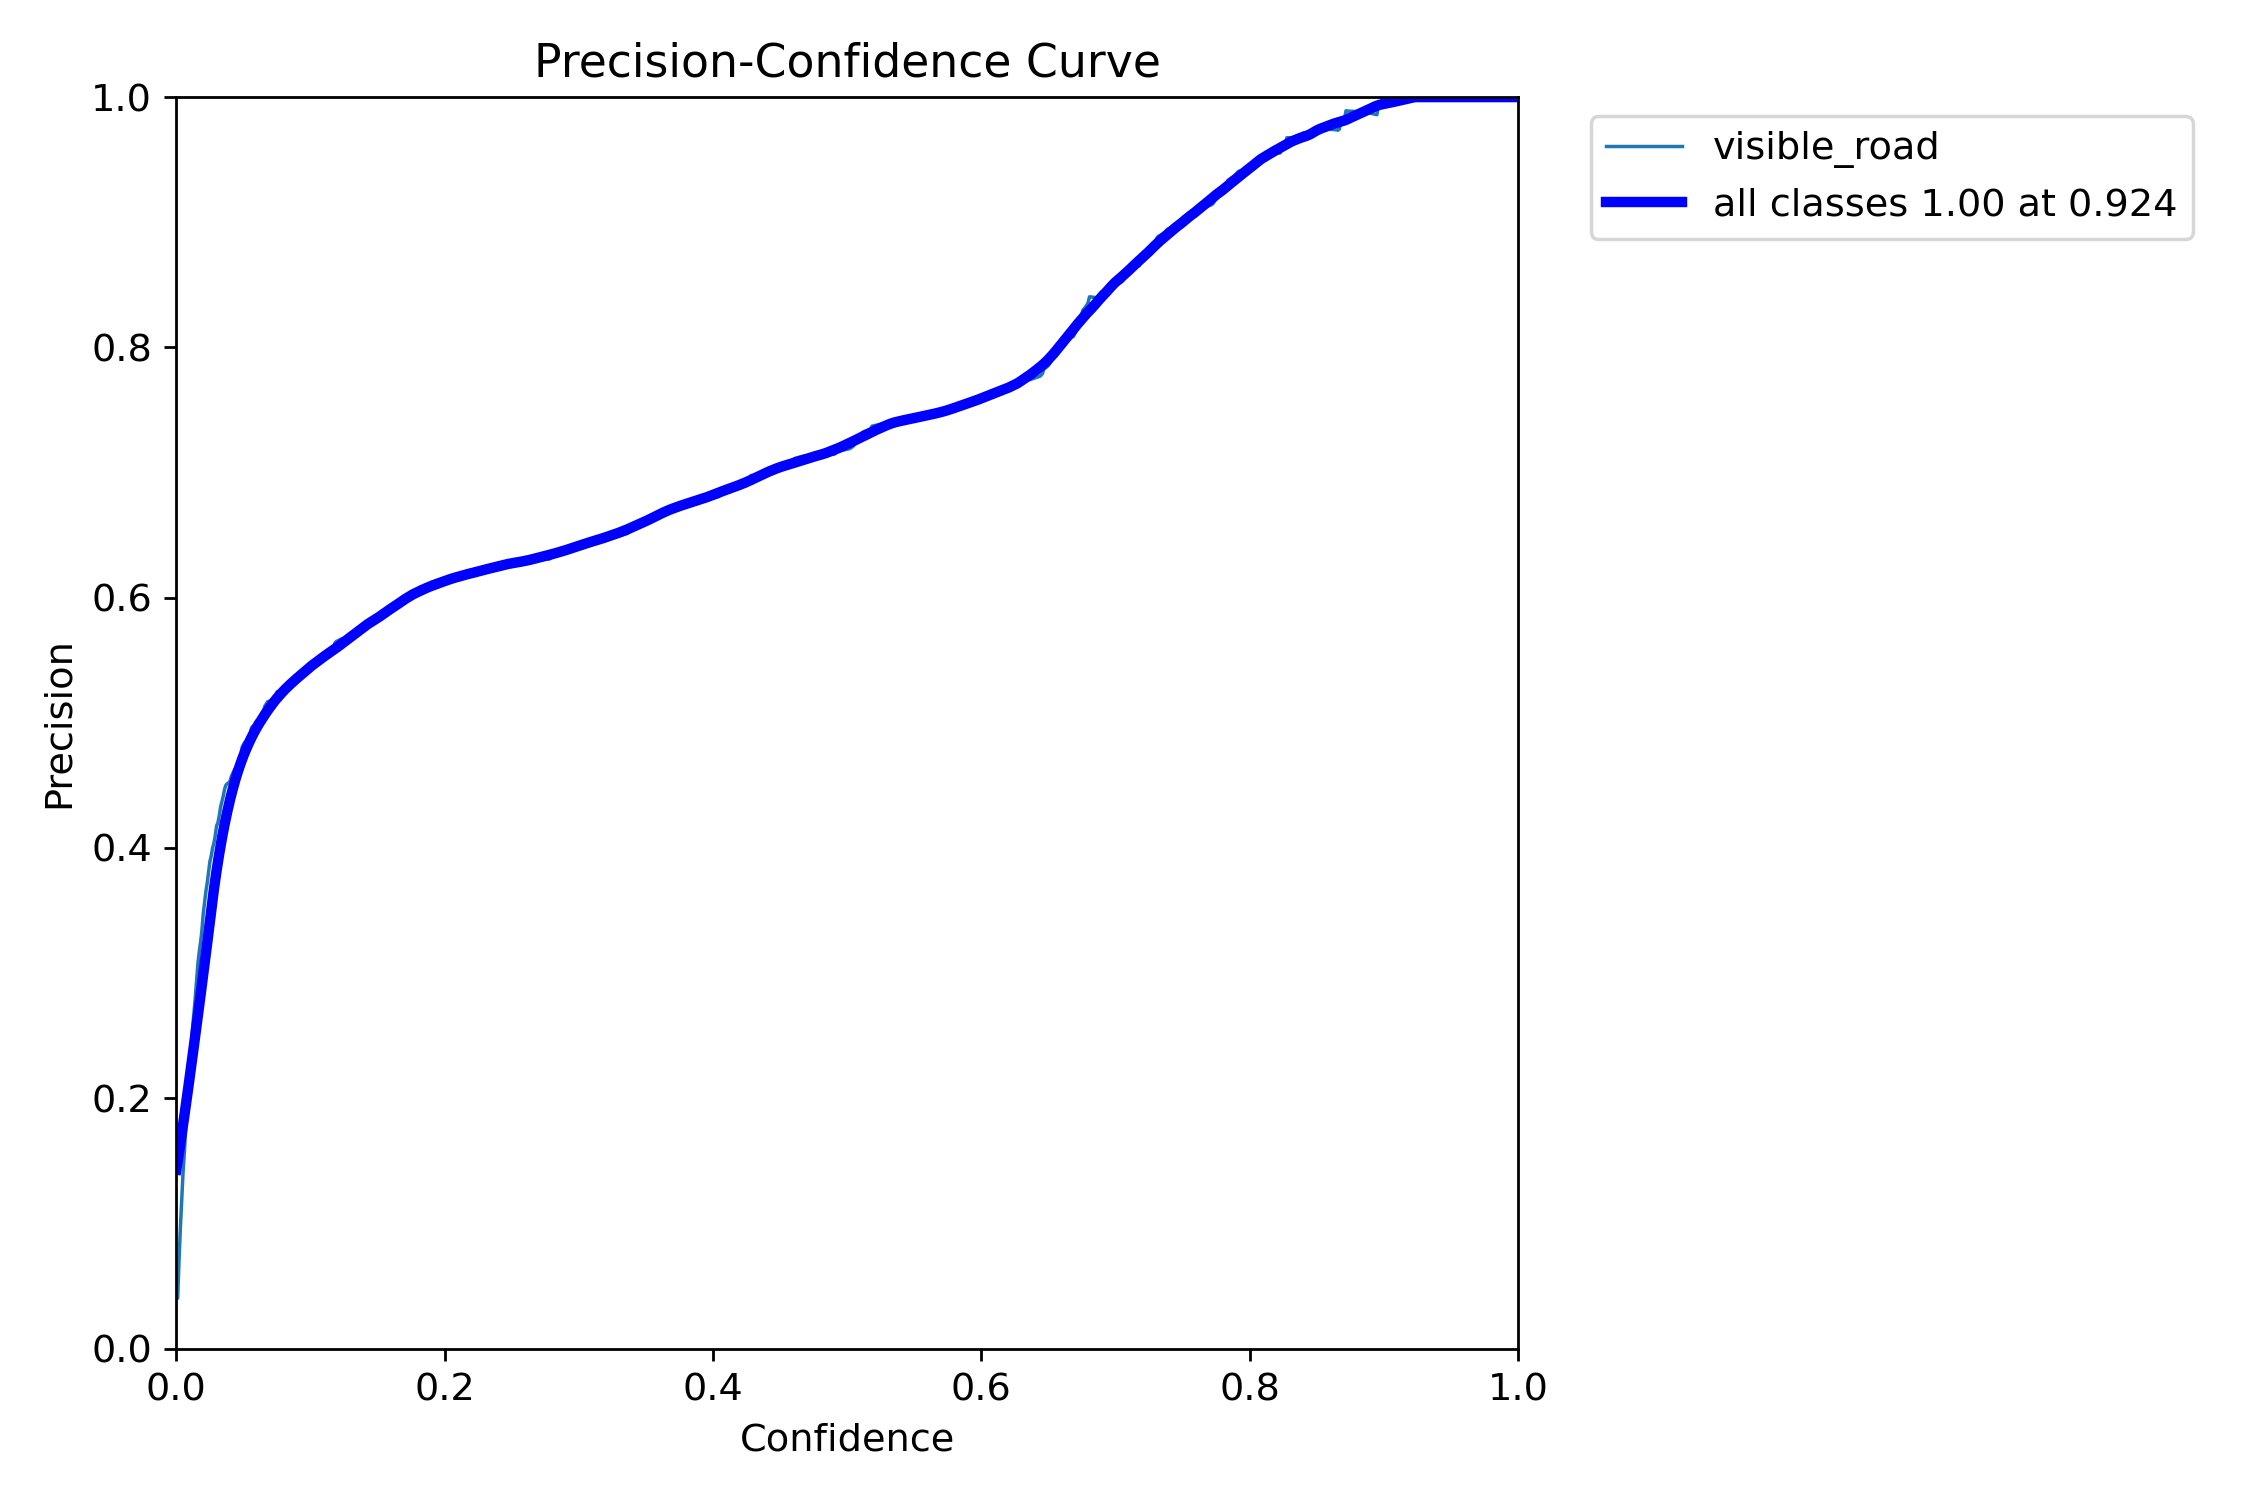 Precision-Confidence Curve
1.0
0.8
0.6
0.4
0.2
0.0
Precision
0.0 0.2 0.4 0.6 0.8 1.0
Confidence
visible_road
all classes 1.00 at 0.924